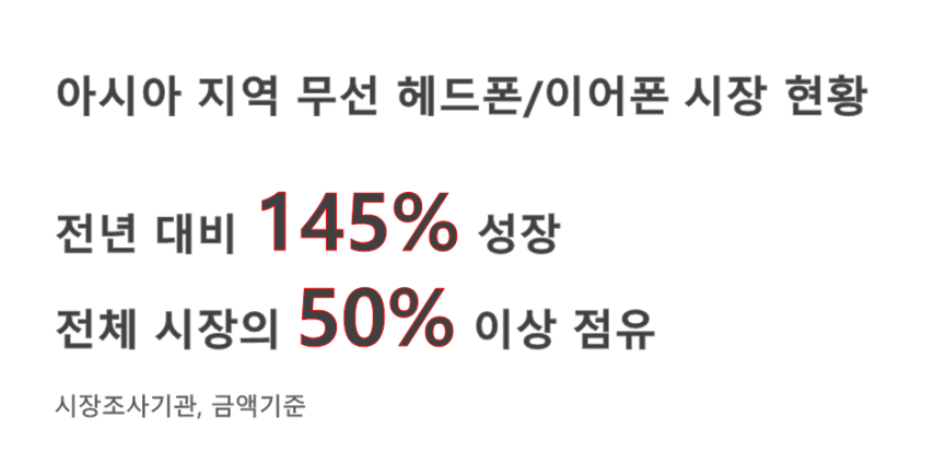 아시아 지역 무선 헤드폰/이어폰 시장 현황
전년 대비 145% 성장
전체 시장의 50% 이상 점유
시장조사기관, 금액기준